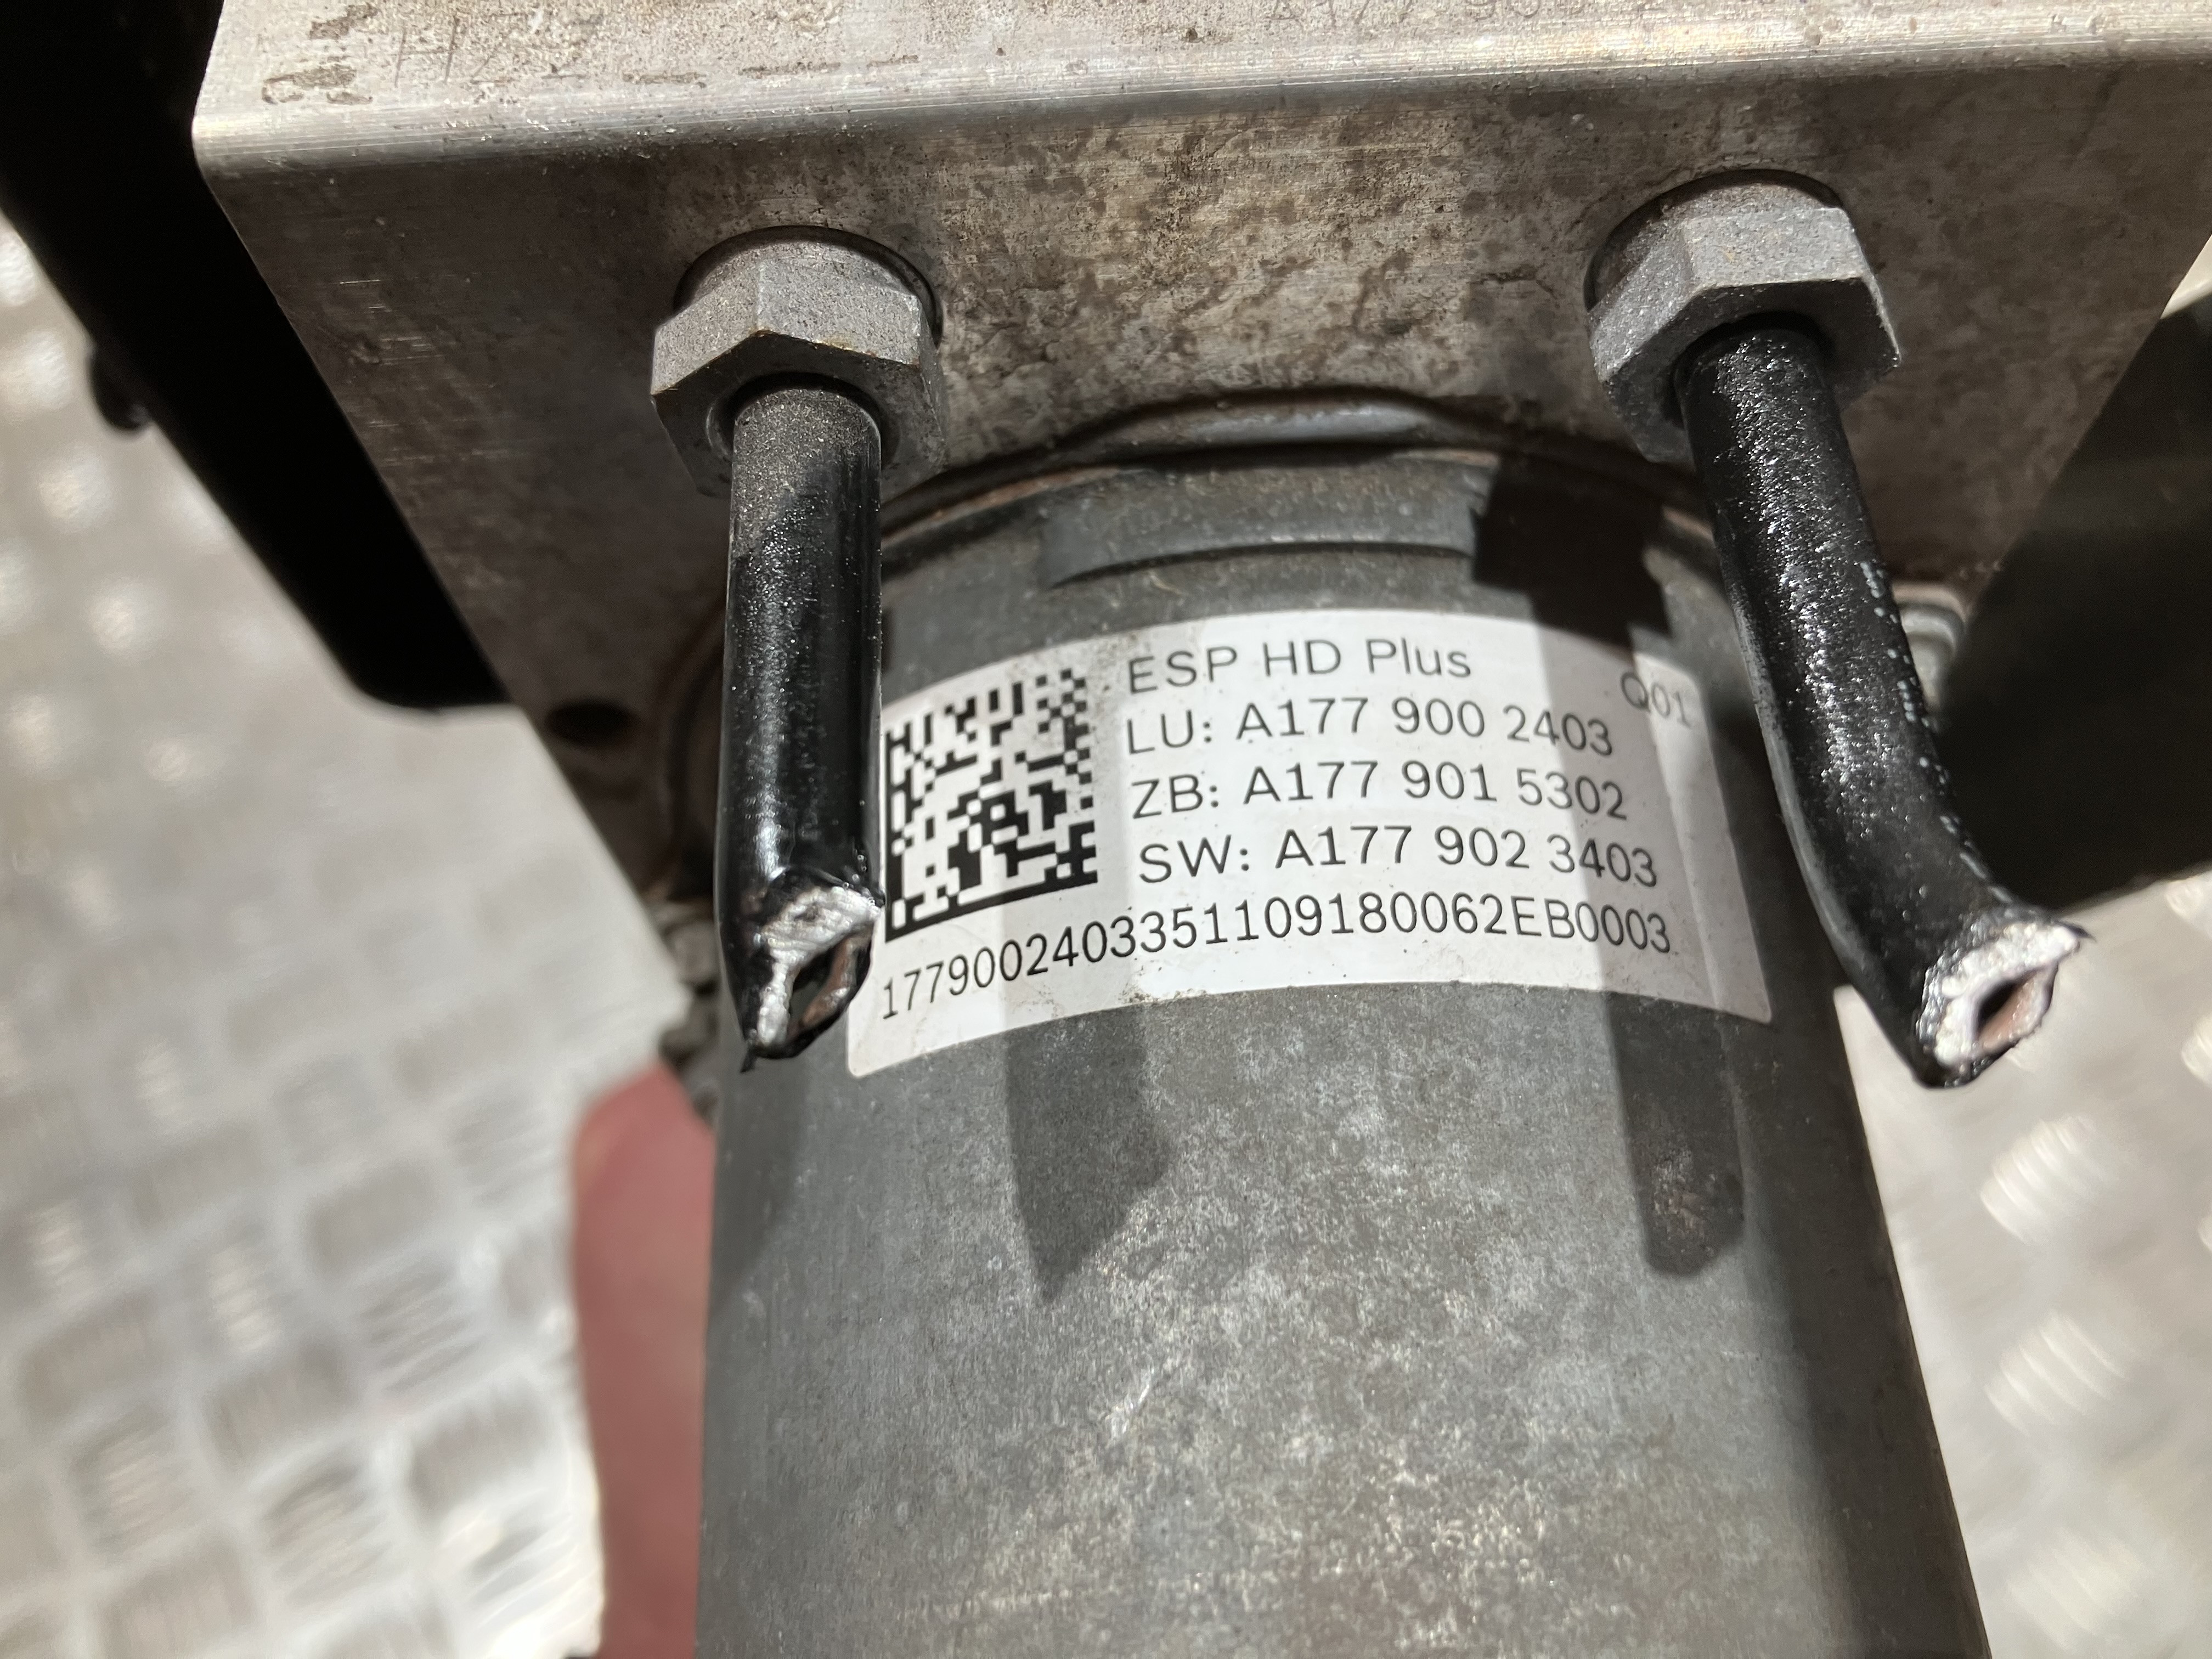 ESP HD Plus
Q01
LU: A177 900 2403
ZB: A177 901 5302
SW: A177 902 3403
1779002403351109180062EB0003